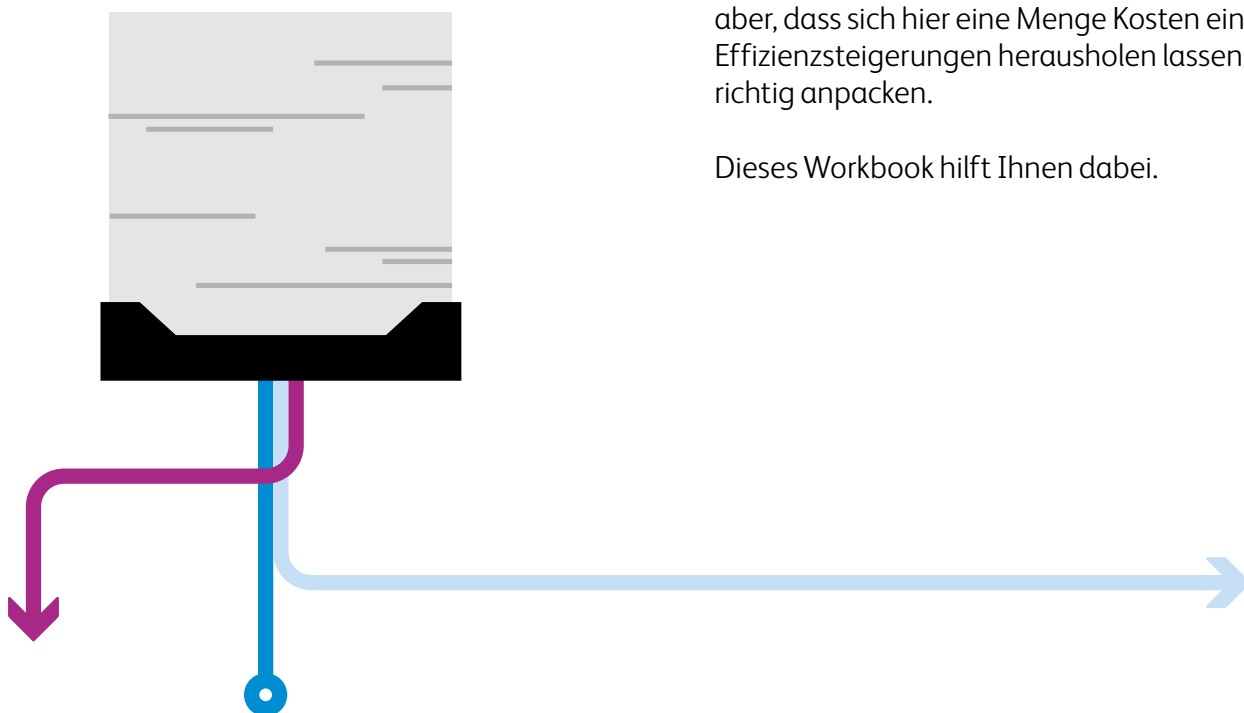 aber, dass sich hier eine Menge Kosten ein
Effizienzsteigerungen herausholen lassen
richtig anpacken.
Dieses Workbook hilft Ihnen dabei.